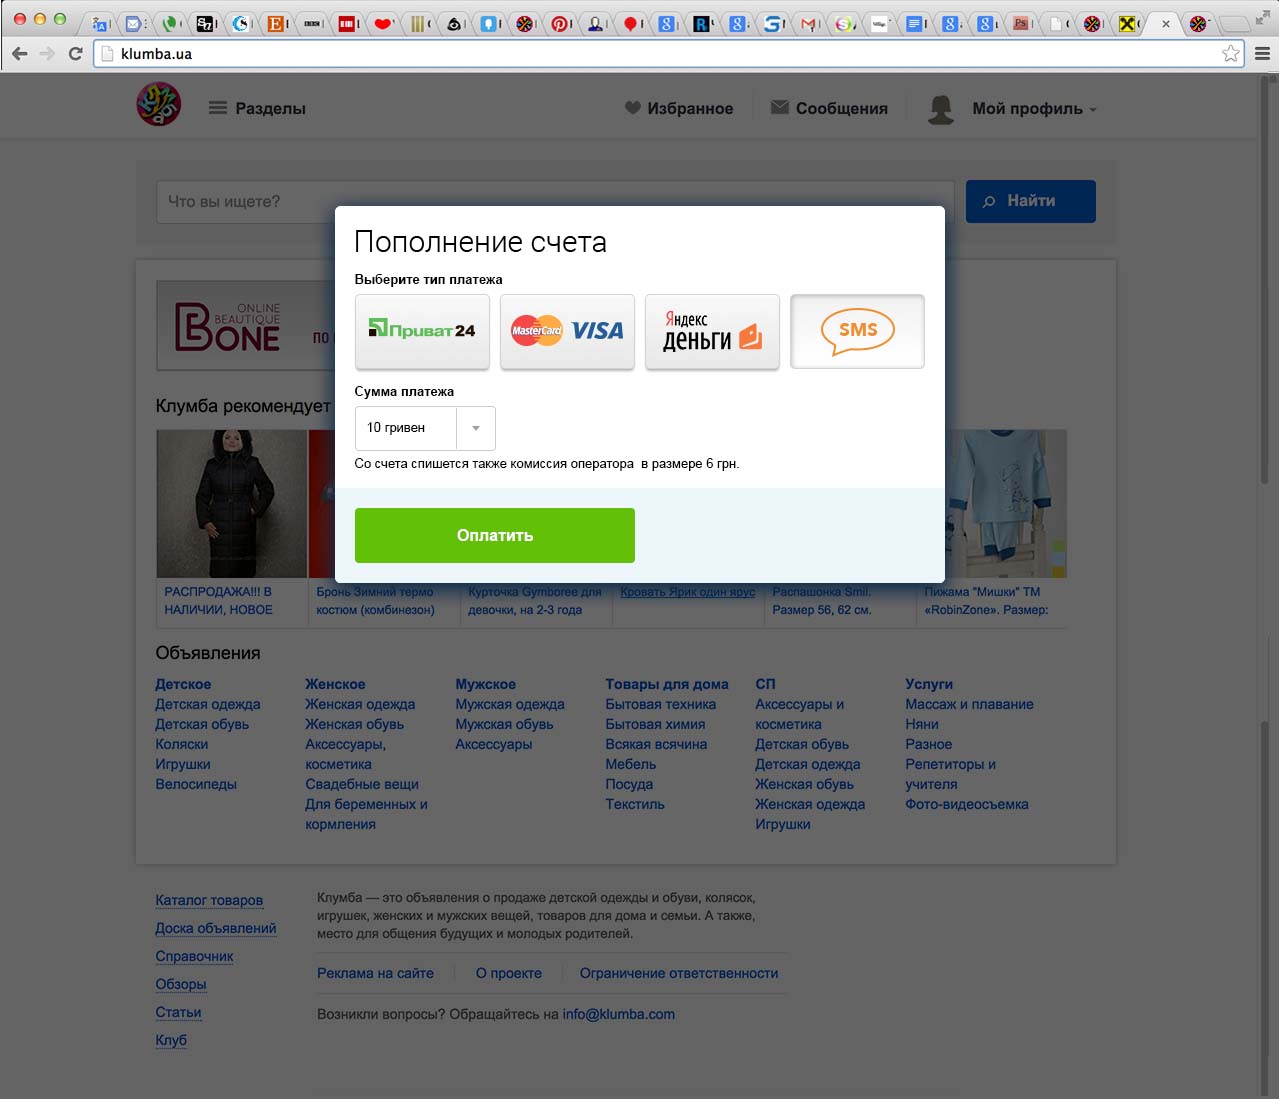 klumba.ua
Разделы
Избранное
Сообщения
Мой профиль
Что вы ищете?
Найти
Пополнение счета
Выберите тип платежа
Приват24
MasterCard VISA
Яндекс
деньги
SMS
Сумма платежа
10 гривен
Со счета спишется также комиссия оператора в размере 6 грн.
Оплатить
ONLINE
BEAUTIQUE
BONE
ПО
Клумба рекомендует
РАСПРОДАЖА!!! В
НАЛИЧИИ, НОВОЕ
Бронь Зимний термо
костюм (комбинезон)
Курточка Gymboree для
девочки, на 2-3 года
Кровать Ярик один ярус
Распашонка Smil.
Размер 56, 62 см.
Пижама "Мишки" ТМ
«RobinZone». Размер:
Объявления
Детское
Детская одежда
Детская обувь
Коляски
Игрушки
Велосипеды
Женское
Женская одежда
Женская обувь
Аксессуары,
косметика
Свадебные вещи
Для беременных и
кормления
Мужское
Мужская одежда
Мужская обувь
Аксессуары
Товары для дома
Бытовая техника
Бытовая химия
Всякая всячина
Мебель
Посуда
Текстиль
СП
Аксессуары и
косметика
Детская обувь
Детская одежда
Женская обувь
Женская одежда
Игрушки
Услуги
Массаж и плавание
Няни
Разное
Репетиторы и
учителя
Фото-видеосъемка
Каталог товаров
Доска объявлений
Справочник
Обзоры
Статьи
Клуб
Клумба — это объявления о продаже детской одежды и обуви, колясок,
игрушек, женских и мужских вещей, товаров для дома и семьи. А также,
место для общения будущих и молодых родителей.
Реклама на сайте
О проекте
Ограничение ответственности
Возникли вопросы? Обращайтесь на info@klumba.com